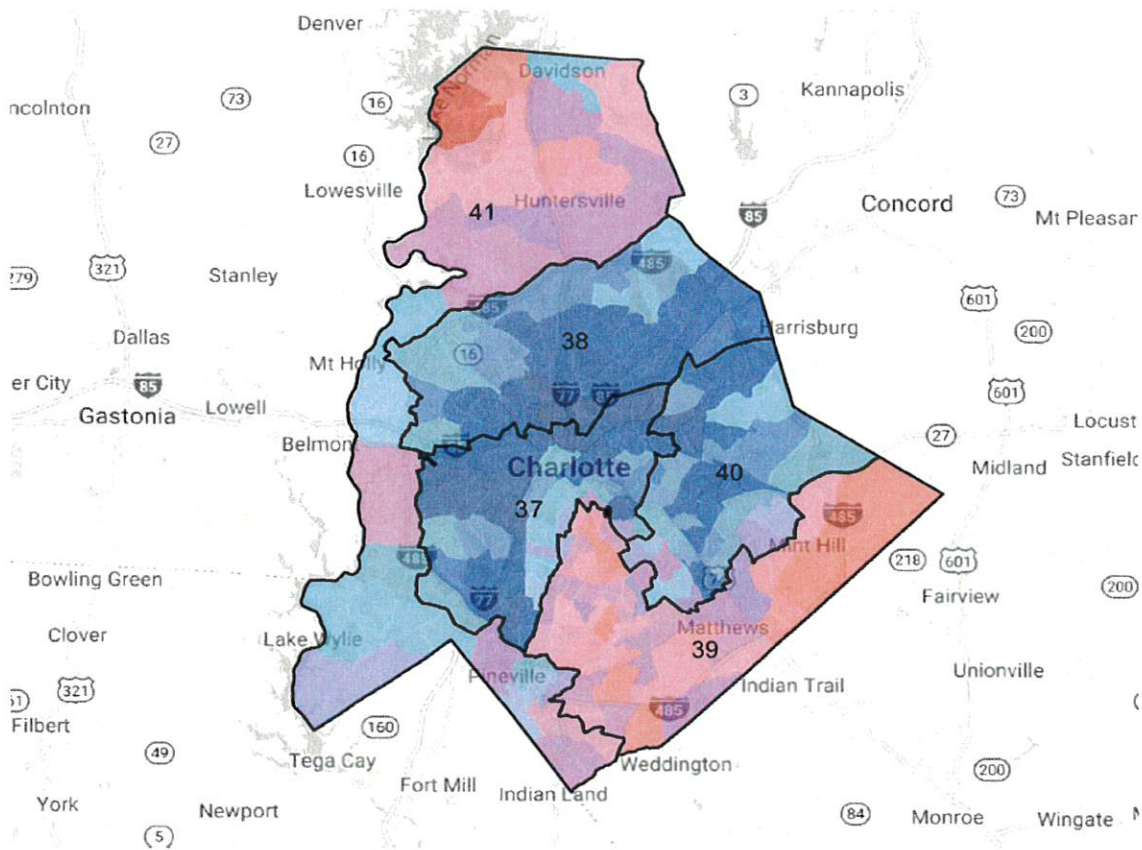 Denver
Davidson
Kannapolis
3
73
16
ncolnton
27
16
Lowesville
73
Huntersville
Concord
Mt Pleasar
41
85
485
321
279
Stanley
601
485
Dallas
Harrisburg
200
38
16
Mt Holly
er City
85
77
601
Gastonia
Lowell
Locust
27
Belmont
Charlotte
Midland
Stanfield
40
37
485
Mint Hill
485
218
601
Bowling Green
200
77
Fairview
Clover
Matthews
Lake Wylie
39
Unionville
321
Pineville
Indian Trail
485
Filbert
160
49
Tega Cay
Weddington
200
Fort Mill
Indian Land
York
Newport
84
Monroe
Wingate
5